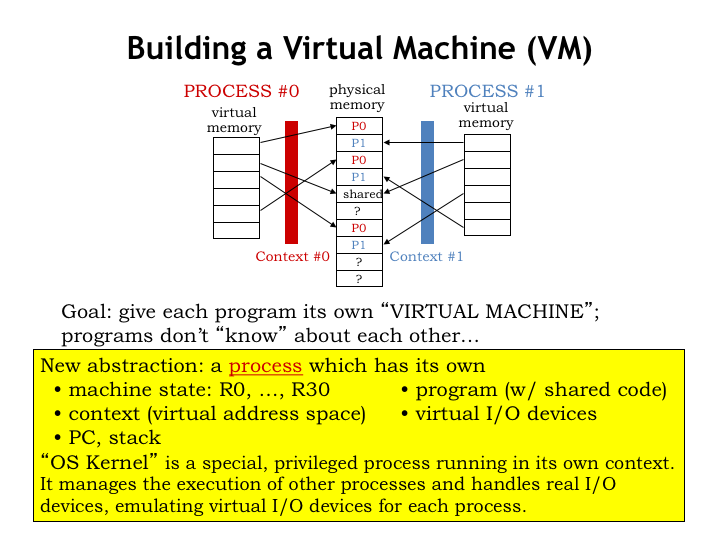 Building a Virtual Machine (VM)
PROCESS #0
physical
memory
PROCESS #1
virtual
memory
virtual
memory
P0
P1
P0
P1
shared
?
P0
P1
?
?
Context #0
Context #1
Goal: give each program its own “VIRTUAL MACHINE”;
programs don’t “know” about each other…
New abstraction: a process which has its own
• machine state: R0, …, R30
• program (w/ shared code)
• context (virtual address space)
• virtual I/O devices
• PC, stack
“OS Kernel” is a special, privileged process running in its own context.
It manages the execution of other processes and handles real I/O
devices, emulating virtual I/O devices for each process.